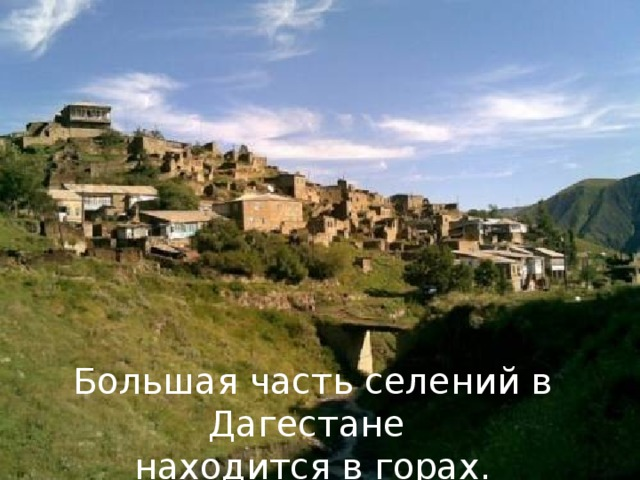 Большая часть селений в
Дагестане
находится в горах.